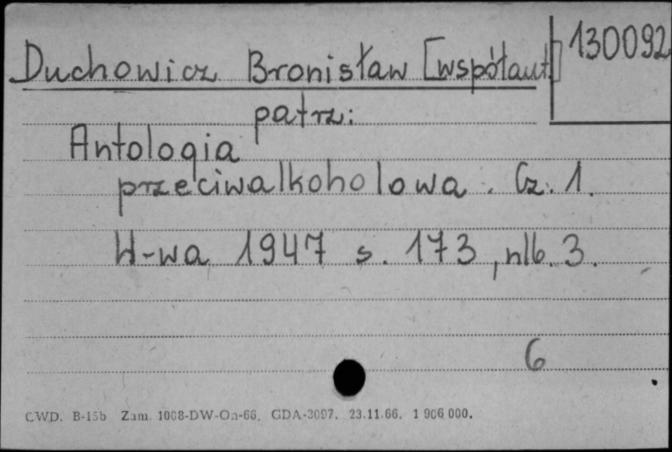 Duchowicz Bronisław [współaut.] 130092
patrz:
Antologia
przeciwalkoholowa. Cz. 1.
W-wa 1947 s. 173, nlb. 3.
6
C.W.D. B-15b Zam. 1008-DW-On-66. GDA-3097. 23.11.66. 1 906 000.